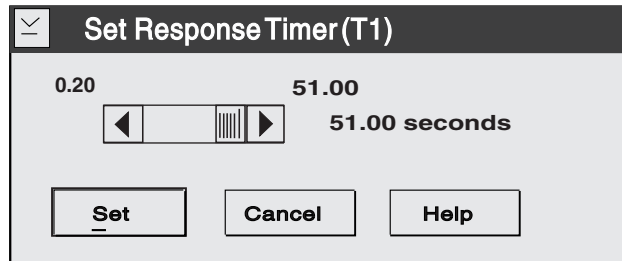 Set Response Timer (T1)
0.20 51.00
51.00 seconds
Set Cancel Help